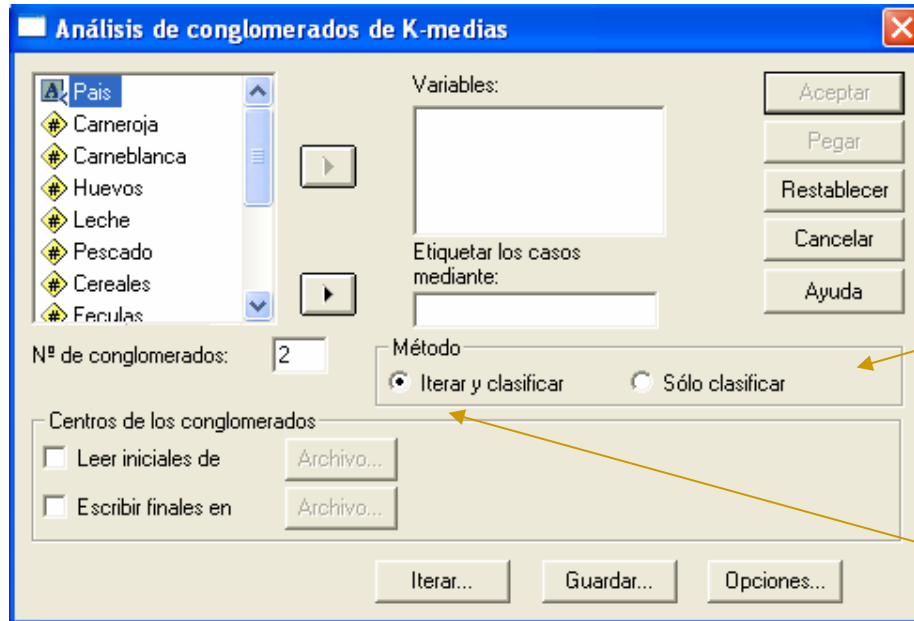 Análisis de conglomerados de K-medias
Pais
Carneroja
Carneblanca
Huevos
Leche
Pescado
Cereales
Feculas
Variables:
Etiquetar los casos
mediante:
Aceptar
Pegar
Restablecer
Cancelar
Ayuda
Nº de conglomerados:
2
Método
Iterar y clasificar
Sólo clasificar
Centros de los conglomerados
Leer iniciales de
Archivo...
Escribir finales en
Archivo...
Iterar...
Guardar...
Opciones...